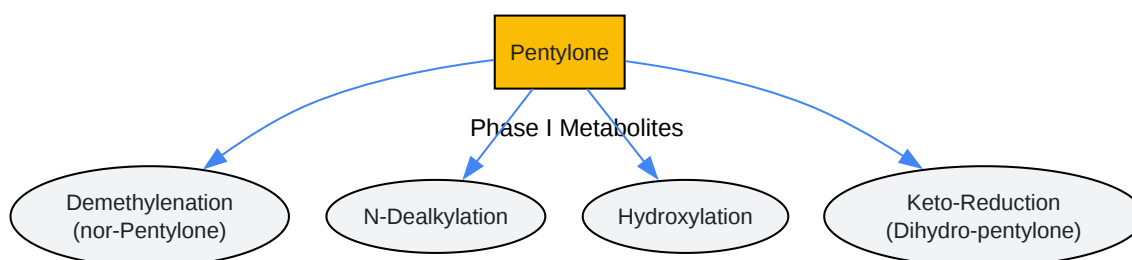 Pentylone
Phase I Metabolites
Demethylenation
(nor-Pentylone)
N-Dealkylation
Hydroxylation
Keto-Reduction
(Dihydro-pentylone)